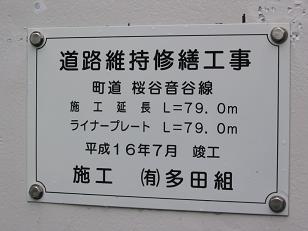 道路維持修繕工事
町道 桜谷音谷線
施工延長 L=79.0m
ライナープレート L=79.0m
平成16年7月 竣工
施工 ㈲多田組